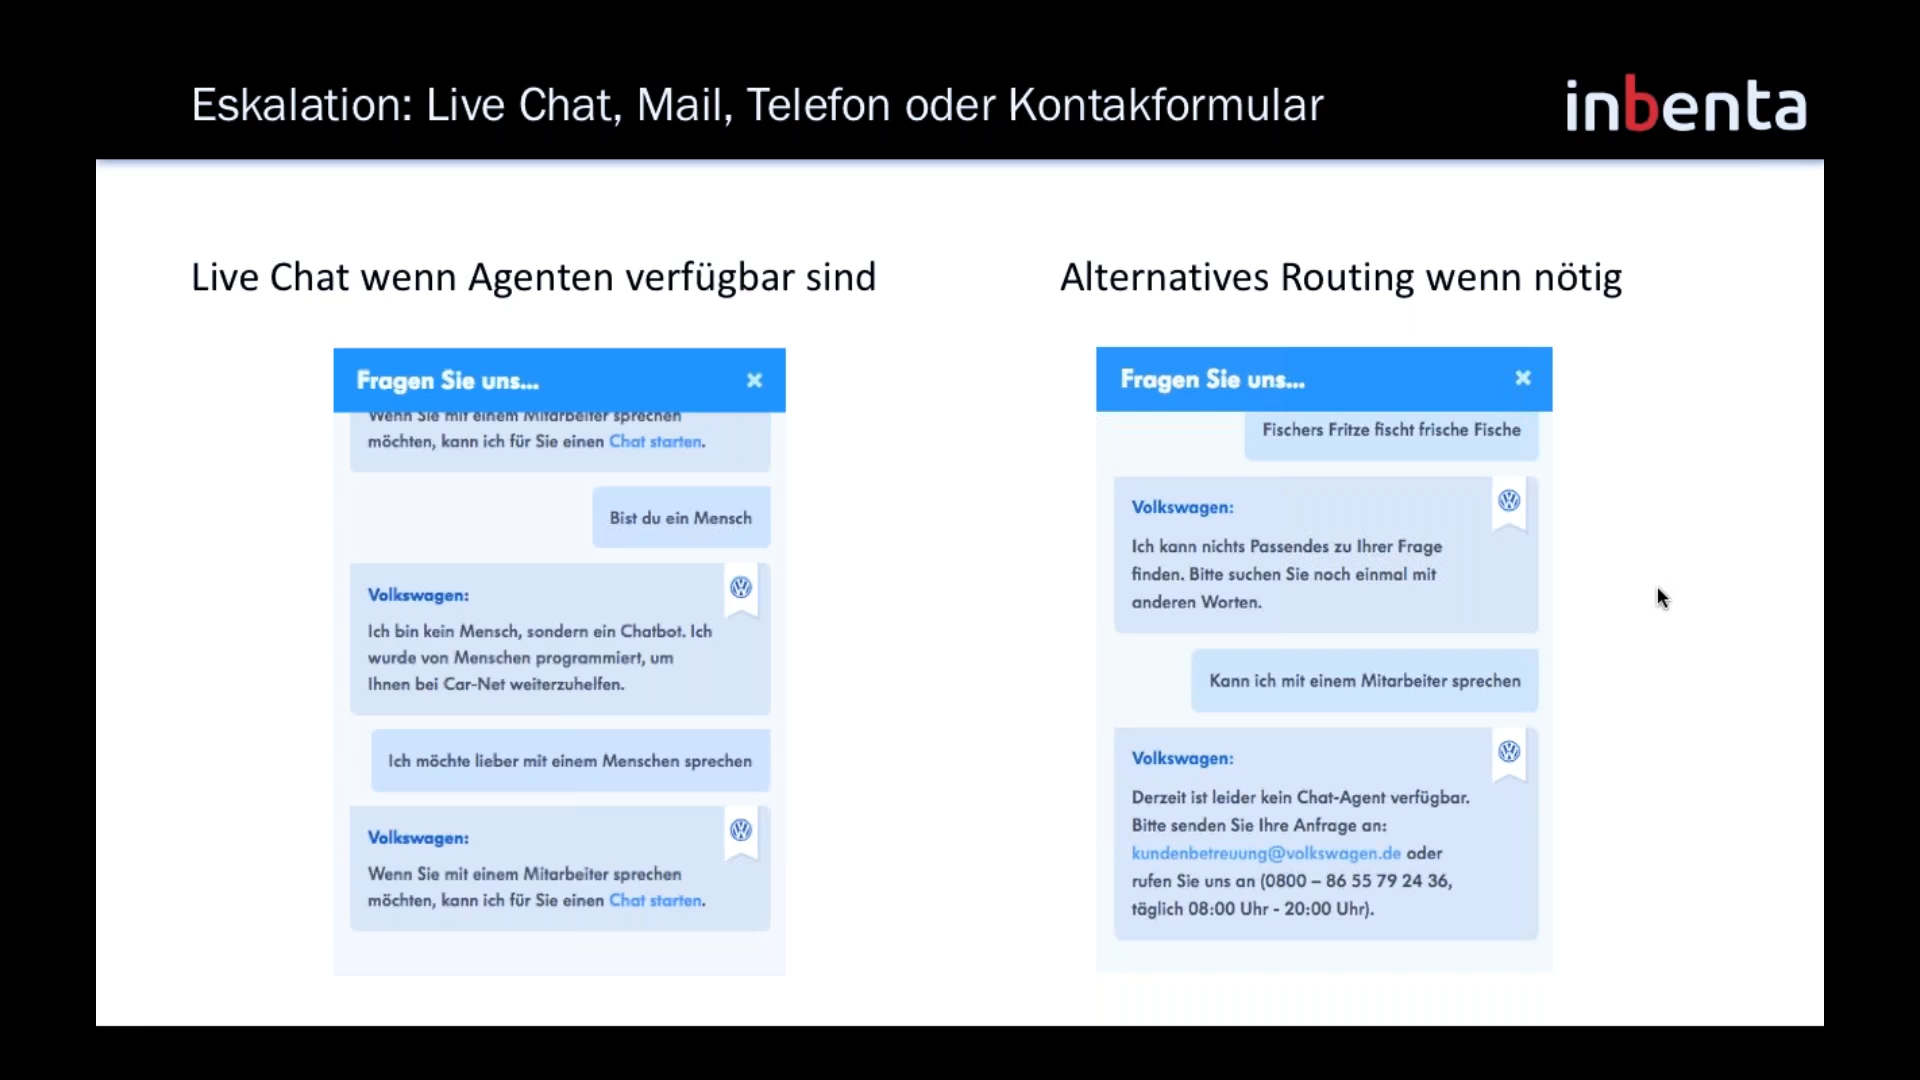 Eskalation: Live Chat, Mail, Telefon oder Kontakformular
inbenta
Live Chat wenn Agenten verfügbar sind
Fragen Sie uns...
Wenn Sie mit einem Mitarbeiter sprechen
möchten, kann ich für Sie einen Chat starten.
Bist du ein Mensch
Volkswagen:
Ich bin kein Mensch, sondern ein Chatbot. Ich
wurde von Menschen programmiert, um
Ihnen bei Car-Net weiterzuhelfen.
Ich möchte lieber mit einem Menschen sprechen
Volkswagen:
Wenn Sie mit einem Mitarbeiter sprechen
möchten, kann ich für Sie einen Chat starten.
Alternatives Routing wenn nötig
Fragen Sie uns...
Fischers Fritze fischt frische Fische
Volkswagen:
Ich kann nichts Passendes zu Ihrer Frage
finden. Bitte suchen Sie noch einmal mit
anderen Worten.
Kann ich mit einem Mitarbeiter sprechen
Volkswagen:
Derzeit ist leider kein Chat-Agent verfügbar.
Bitte senden Sie Ihre Anfrage an:
kundenbetreuung@volkswagen.de oder
rufen Sie uns an (0800 – 86 55 79 24 36,
täglich 08:00 Uhr - 20:00 Uhr).